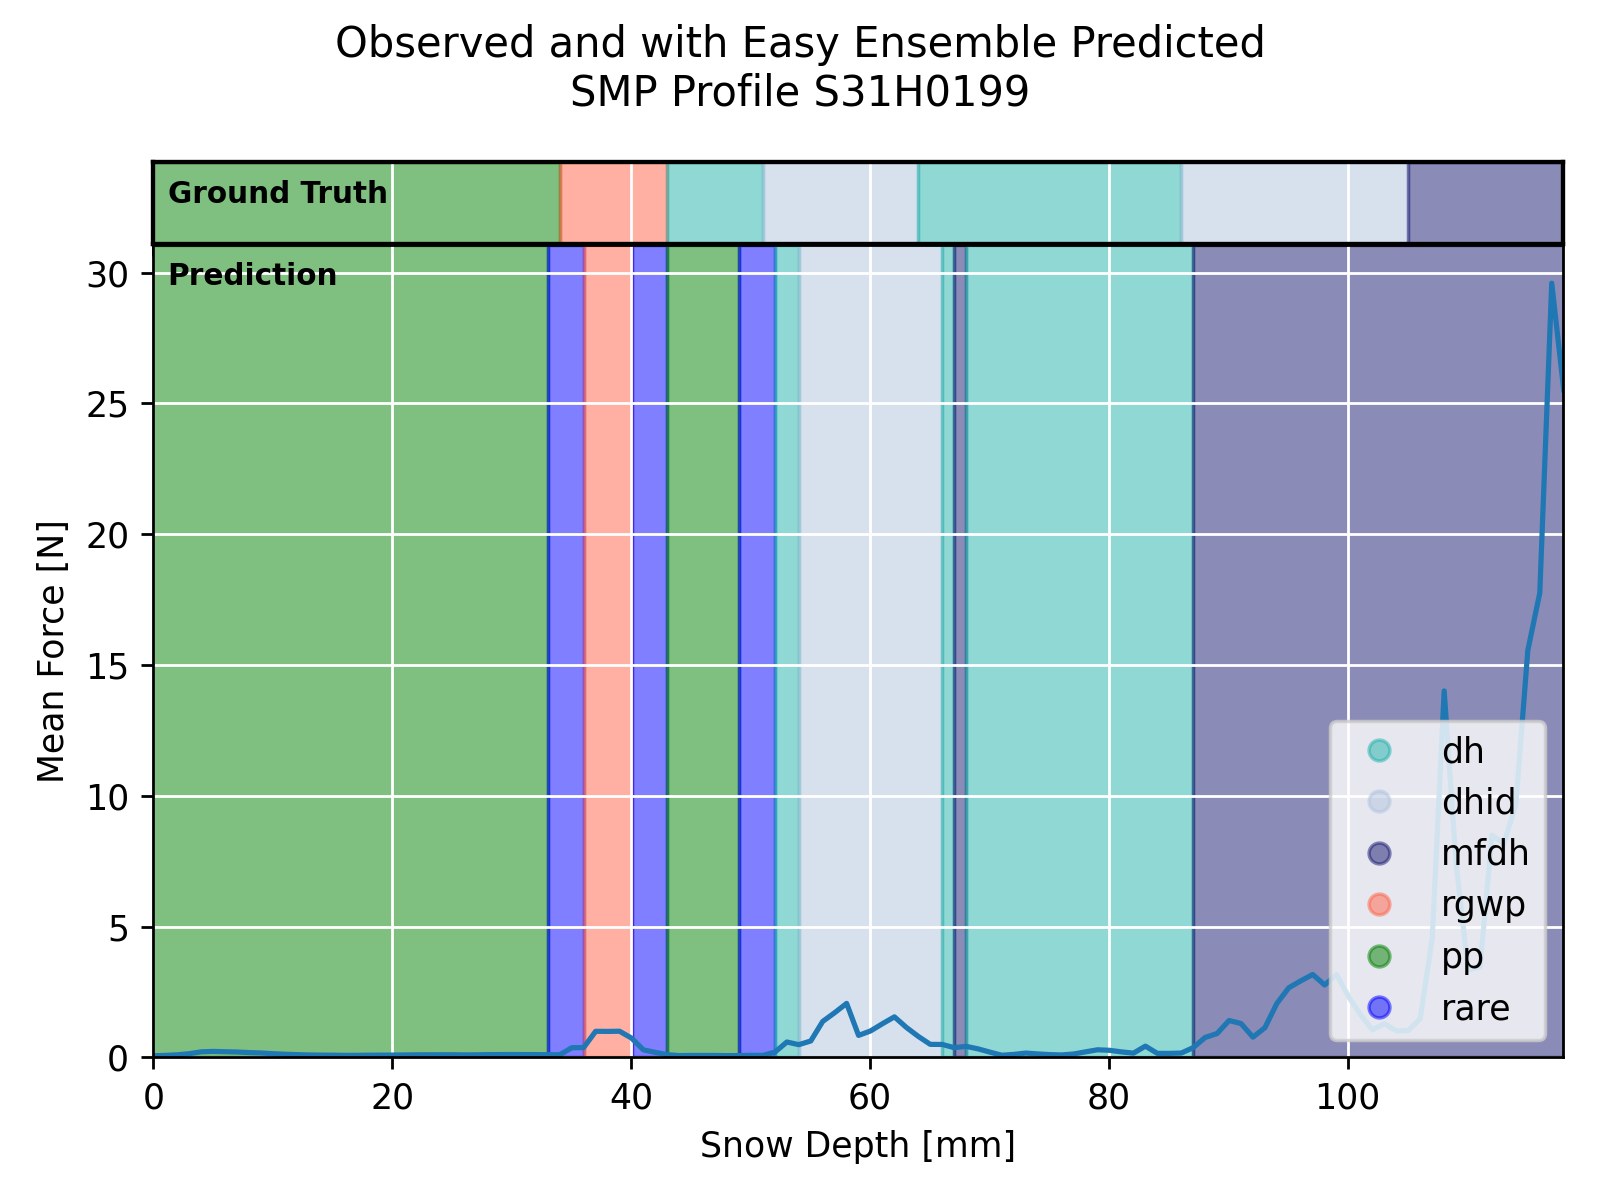 Observed and with Easy Ensemble Predicted
SMP Profile S31H0199
Ground Truth
Prediction
30
25
20
15
10
5
0
Mean Force [N]
dh
dhid
mfdh
rgwp
pp
rare
0 20 40 60 80 100
Snow Depth [mm]